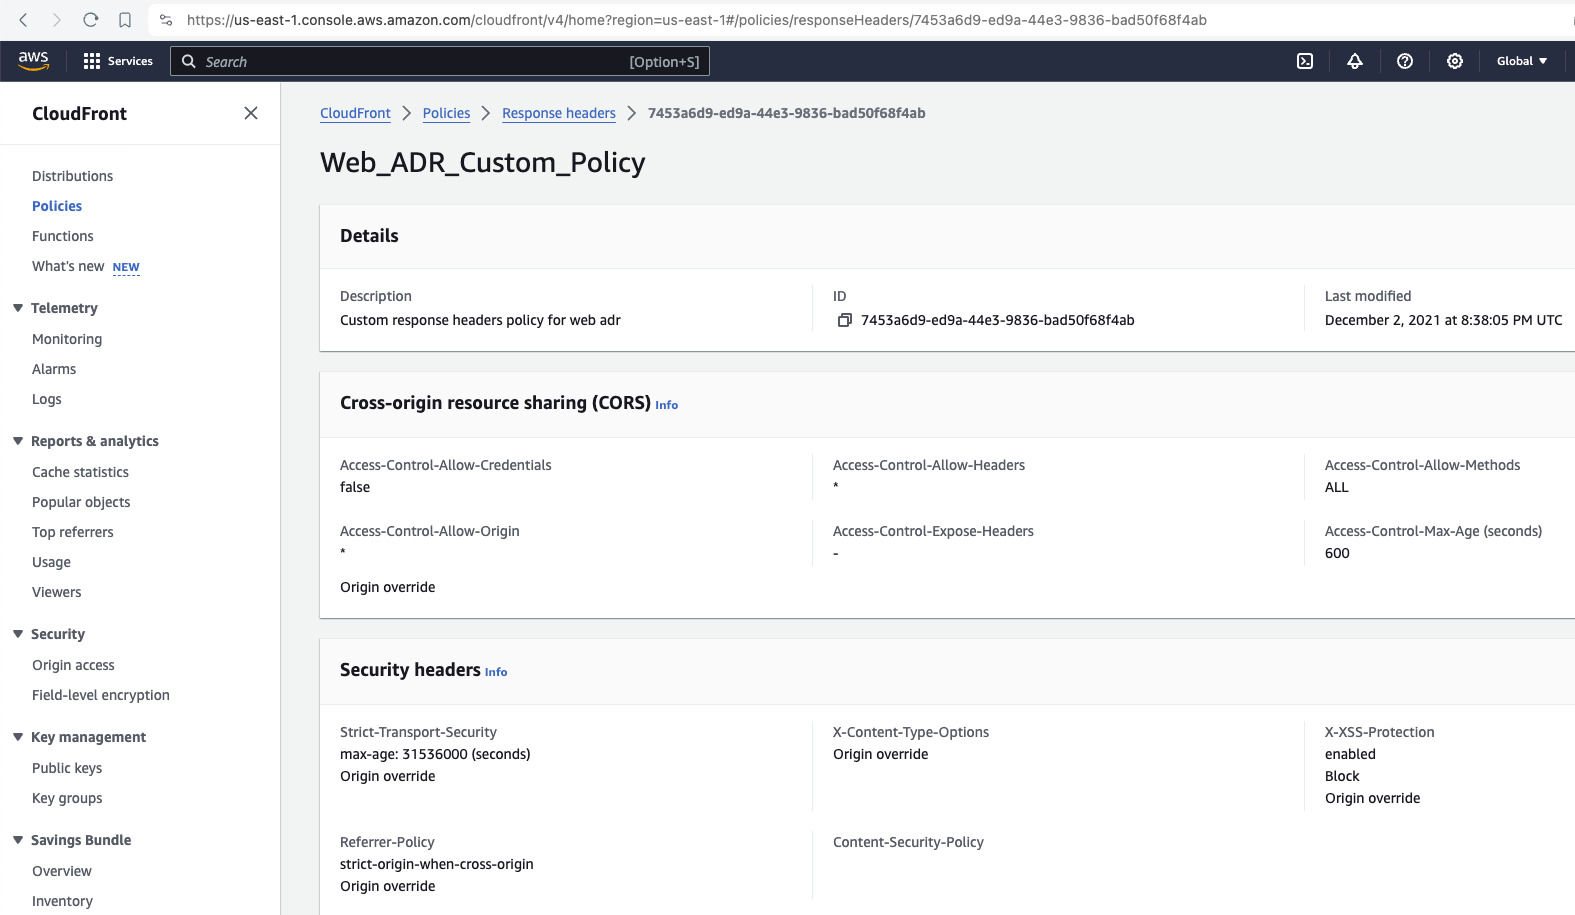 https://us-east-1.console.aws.amazon.com/cloudfront/v4/home?region=us-east-1#/policies/responseHeaders/7453a6d9-ed9a-44e3-9836-bad50f68f4ab
aws
Services
Search
[Option+S]
Global
CloudFront
Distributions
Policies
Functions
What's new NEW
Telemetry
Monitoring
Alarms
Logs
Reports & analytics
Cache statistics
Popular objects
Top referrers
Usage
Viewers
Security
Origin access
Field-level encryption
Key management
Public keys
Key groups
Savings Bundle
Overview
Inventory
CloudFront > Policies > Response headers > 7453a6d9-ed9a-44e3-9836-bad50f68f4ab
Web_ADR_Custom_Policy
Details
Description
Custom response headers policy for web adr
ID
7453a6d9-ed9a-44e3-9836-bad50f68f4ab
Last modified
December 2, 2021 at 8:38:05 PM UTC
Cross-origin resource sharing (CORS) Info
Access-Control-Allow-Credentials
false
Access-Control-Allow-Headers
*
Access-Control-Allow-Methods
ALL
Access-Control-Allow-Origin
*
Origin override
Access-Control-Expose-Headers
-
Access-Control-Max-Age (seconds)
600
Security headers Info
Strict-Transport-Security
max-age: 31536000 (seconds)
Origin override
X-Content-Type-Options
Origin override
X-XSS-Protection
enabled
Block
Origin override
Referrer-Policy
strict-origin-when-cross-origin
Origin override
Content-Security-Policy